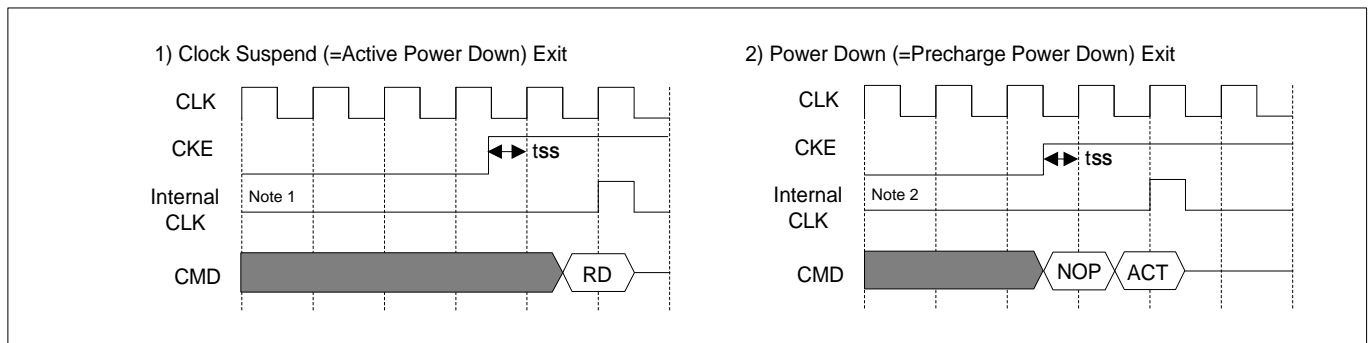 1) Clock Suspend (=Active Power Down) Exit
CLK
CKE
tss
Internal
CLK
Note 1
CMD
RD
2) Power Down (=Precharge Power Down) Exit
CLK
CKE
tss
Internal
CLK
Note 2
CMD
NOP
ACT